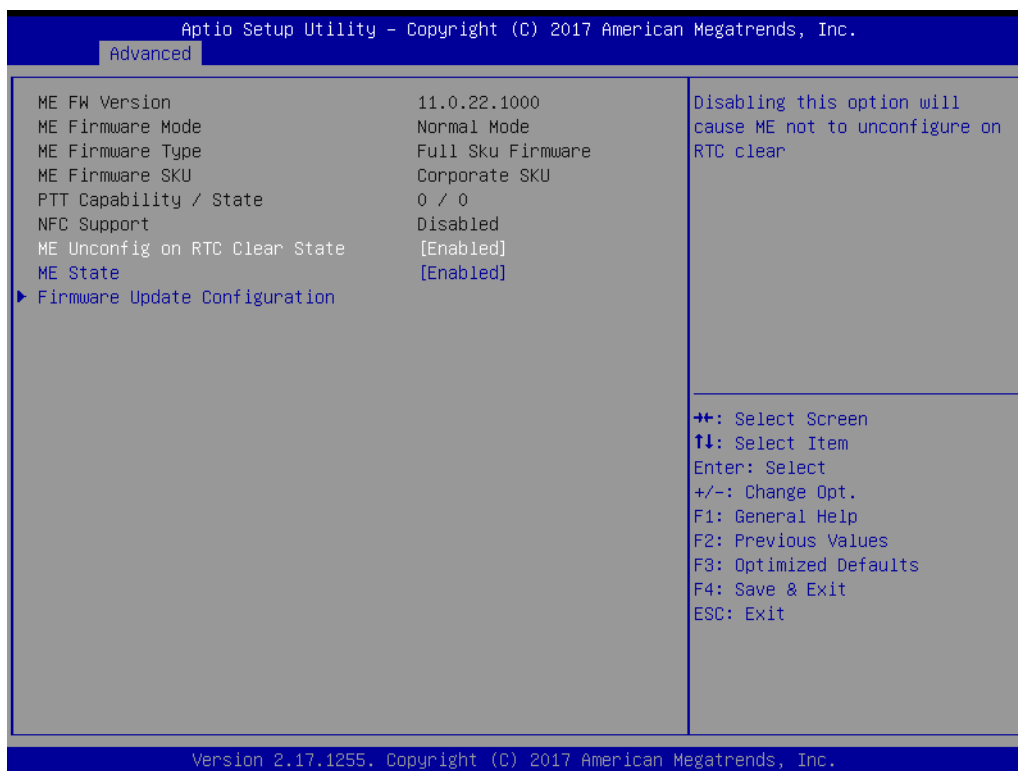 Aptio Setup Utility – Copyright (C) 2017 American Megatrends, Inc.
Advanced
ME FW Version 11.0.22.1000
ME Firmware Mode Normal Mode
ME Firmware Type Full Sku Firmware
ME Firmware SKU Corporate SKU
PTT Capability / State 0 / 0
NFC Support Disabled
ME Unconfig on RTC Clear State [Enabled]
ME State [Enabled]
Firmware Update Configuration
Disabling this option will
cause ME not to unconfigure on
RTC clear
→←: Select Screen
↑↓: Select Item
Enter: Select
+/-: Change Opt.
F1: General Help
F2: Previous Values
F3: Optimized Defaults
F4: Save & Exit
ESC: Exit
Version 2.17.1255. Copyright (C) 2017 American Megatrends, Inc.